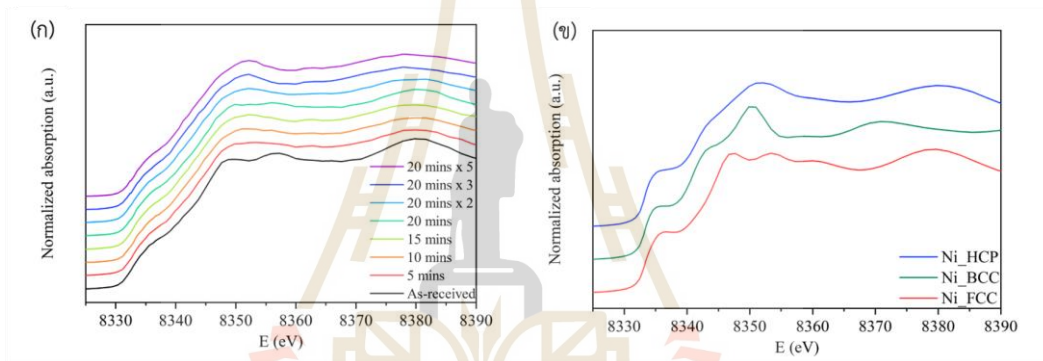 (ก)
Normalized absorption (a.u.)
20 mins x 5
20 mins x 3
20 mins x 2
20 mins
15 mins
10 mins
5 mins
As-received
8330 8340 8350 8360 8370 8380 8390
E (eV)
(ข)
Normalized absorption (a.u.)
Ni_HCP
Ni_BCC
Ni_FCC
8330 8340 8350 8360 8370 8380 8390
E (eV)